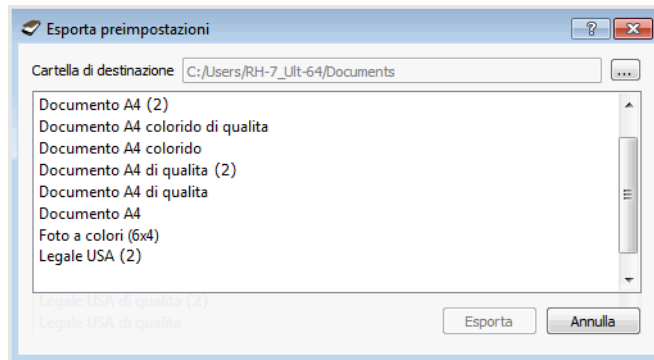 Esporta preimpostazioni
Cartella di destinazione C:/Users/RH-7_Ult-64/Documents ...
Documento A4 (2)
Documento A4 colorido di qualita
Documento A4 colorido
Documento A4 di qualita (2)
Documento A4 di qualita
Documento A4
Foto a colori (6x4)
Legale USA (2)
Legale USA di qualita (2)
Legale USA di qualita
Esporta Annulla